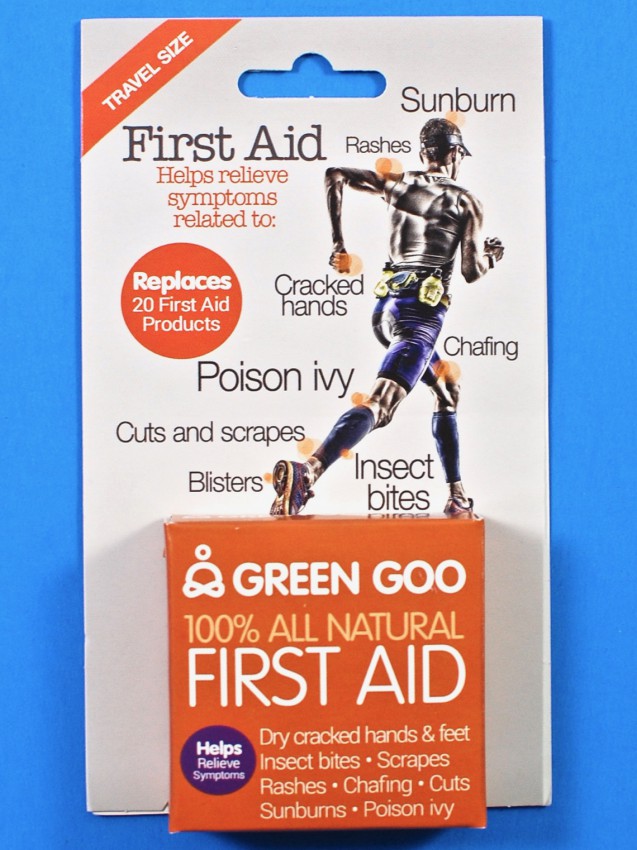 TRAVEL SIZE
Sunburn
First Aid
Rashes
Helps relieve
symptoms
related to:
Replaces
20 First Aid
Products
Cracked
hands
Chafing
Poison ivy
Cuts and scrapes
Blisters
Insect
bites
GREEN GOO
100% ALL NATURAL
FIRST AID
Helps
Relieve
Symptoms
Dry cracked hands & feet
Insect bites • Scrapes
Rashes • Chafing • Cuts
Sunburns • Poison ivy